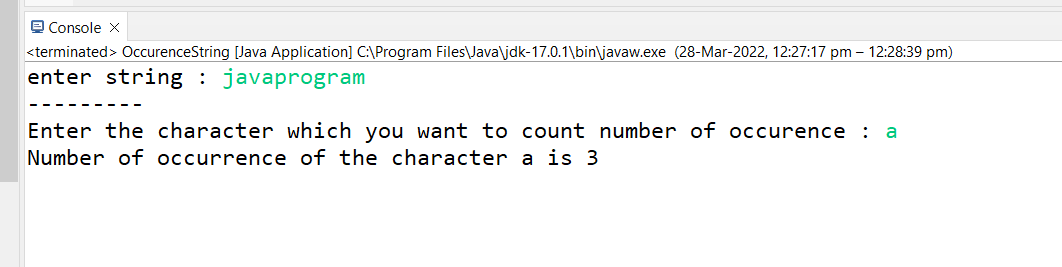 Console
<terminated> OccurenceString [Java Application] C:\Program Files\Java\jdk-17.0.1\bin\javaw.exe (28-Mar-2022, 12:27:17 pm – 12:28:39 pm)
enter string : javaprogram
---------
Enter the character which you want to count number of occurence : a
Number of occurrence of the character a is 3